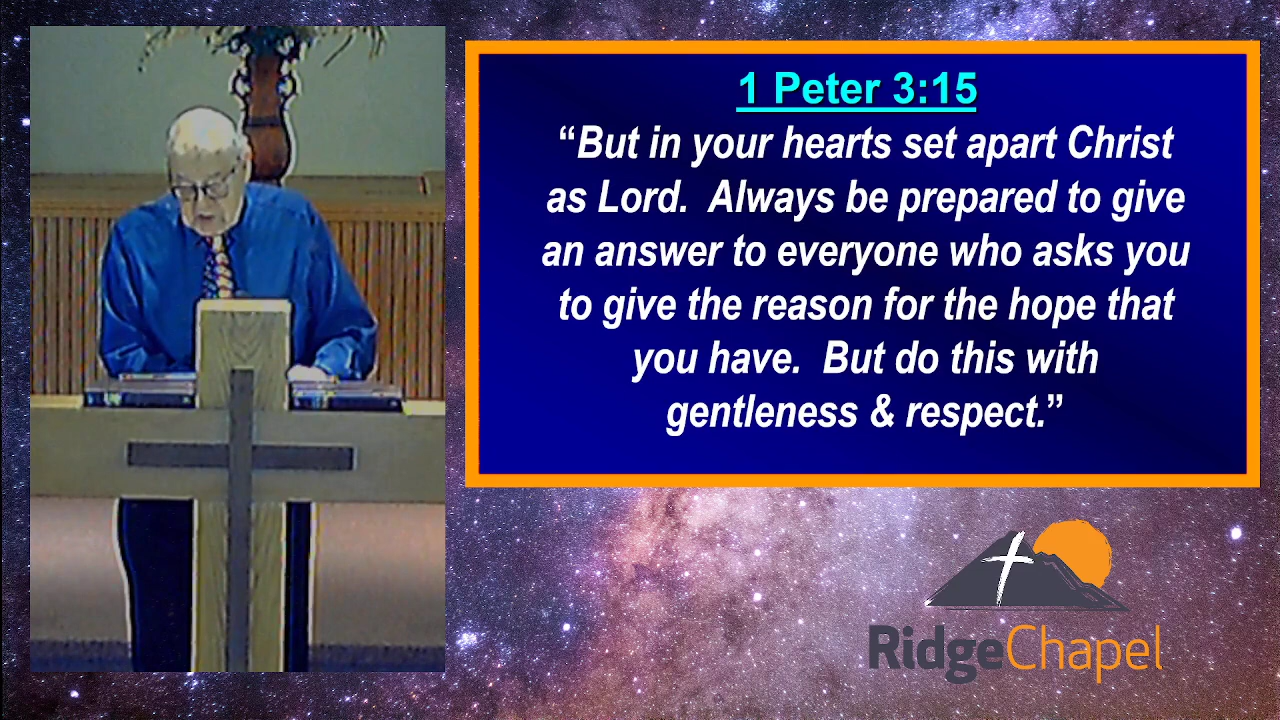 1 Peter 3:15
“But in your hearts set apart Christ
as Lord.  Always be prepared to give
an answer to everyone who asks you
to give the reason for the hope that
you have.  But do this with
gentleness & respect.”
RidgeChapel